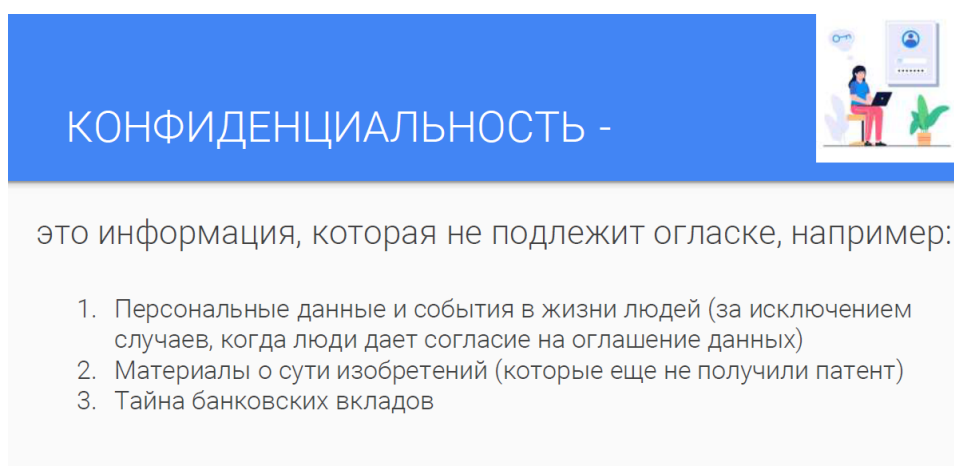 КОНФИДЕНЦИАЛЬНОСТЬ -
это информация, которая не подлежит огласке, например:
1. Персональные данные и события в жизни людей (за исключением
случаев, когда люди дает согласие на оглашение данных)
2. Материалы о сути изобретений (которые еще не получили патент)
3. Тайна банковских вкладов